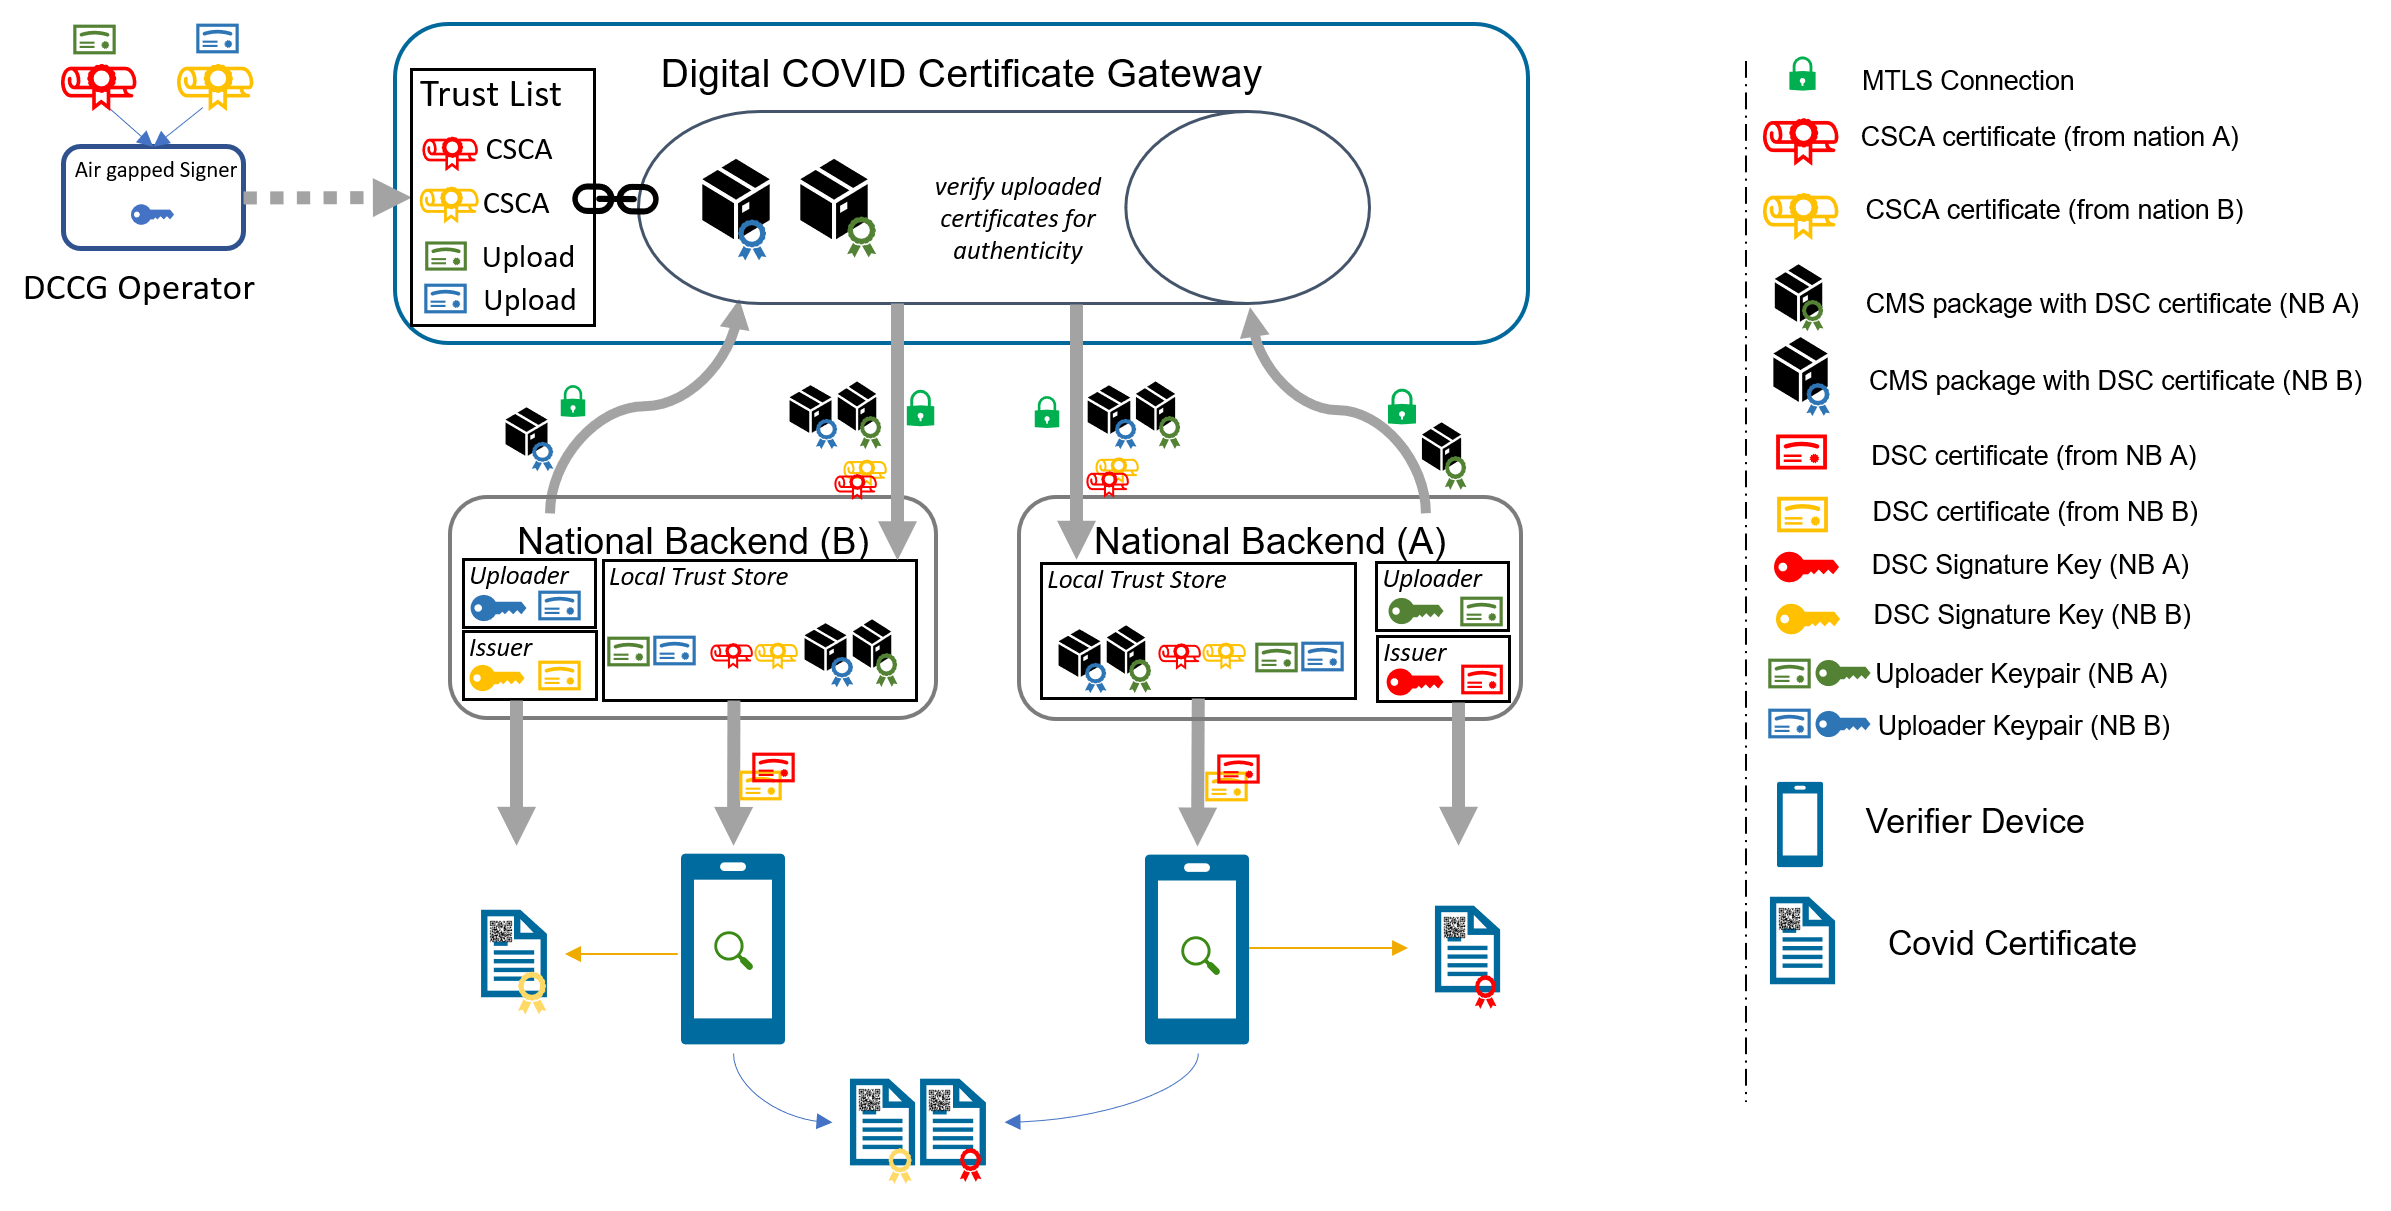 Digital COVID Certificate Gateway
Trust List
CSCA
CSCA
Upload
Upload
verify uploaded
certificates for
authenticity
Air gapped Signer
DCCG Operator
National Backend (B)
Uploader
Issuer
Local Trust Store
National Backend (A)
Local Trust Store
Uploader
Issuer
MTLS Connection
CSCA certificate (from nation A)
CSCA certificate (from nation B)
CMS package with DSC certificate (NB A)
CMS package with DSC certificate (NB B)
DSC certificate (from NB A)
DSC certificate (from NB B)
DSC Signature Key (NB A)
DSC Signature Key (NB B)
Uploader Keypair (NB A)
Uploader Keypair (NB B)
Verifier Device
Covid Certificate